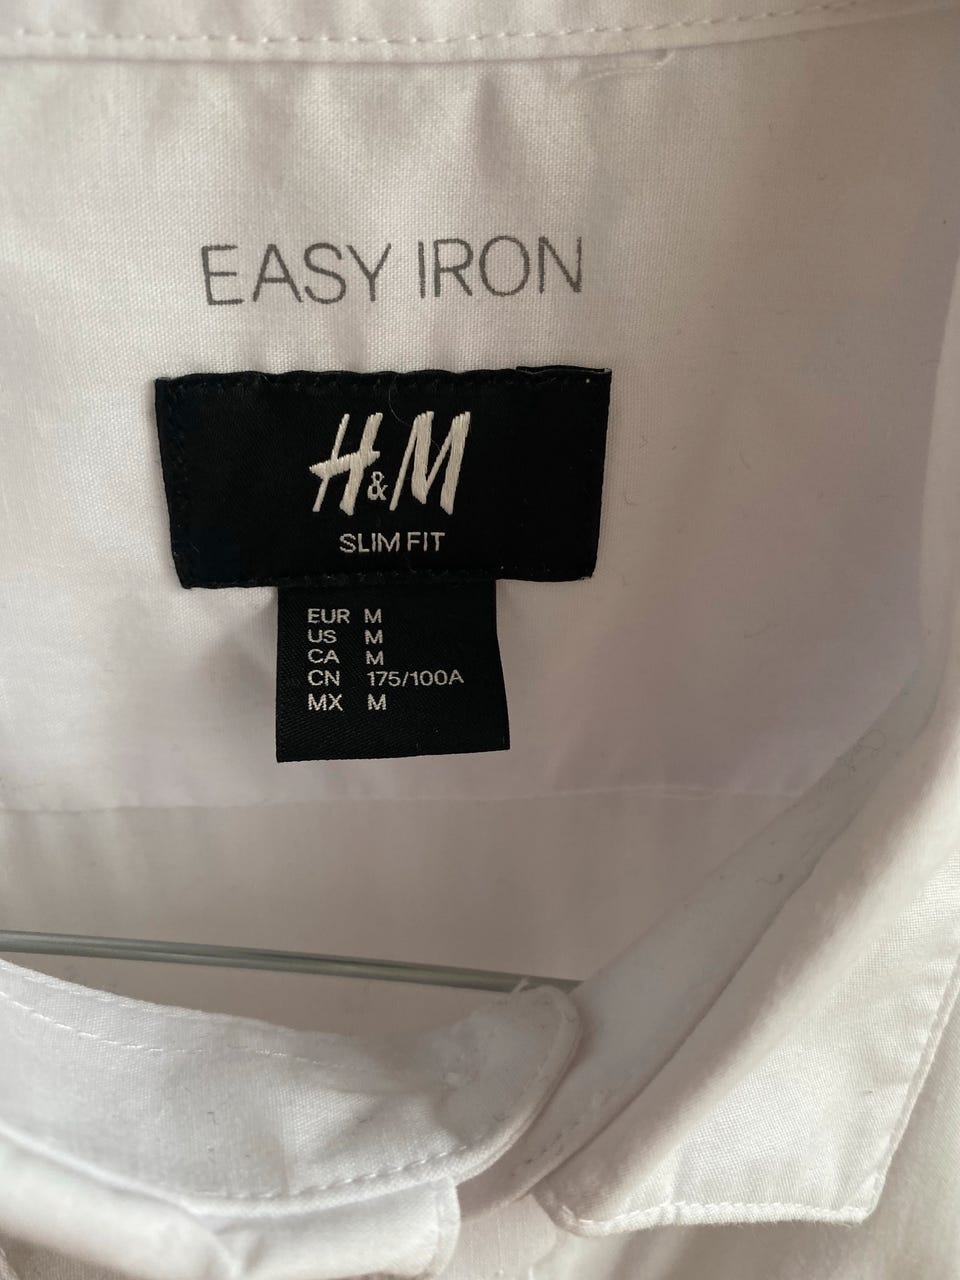 EASY IRON
H&M
SLIM FIT
EUR M
US M
CA M
CN 175/100A
MX M